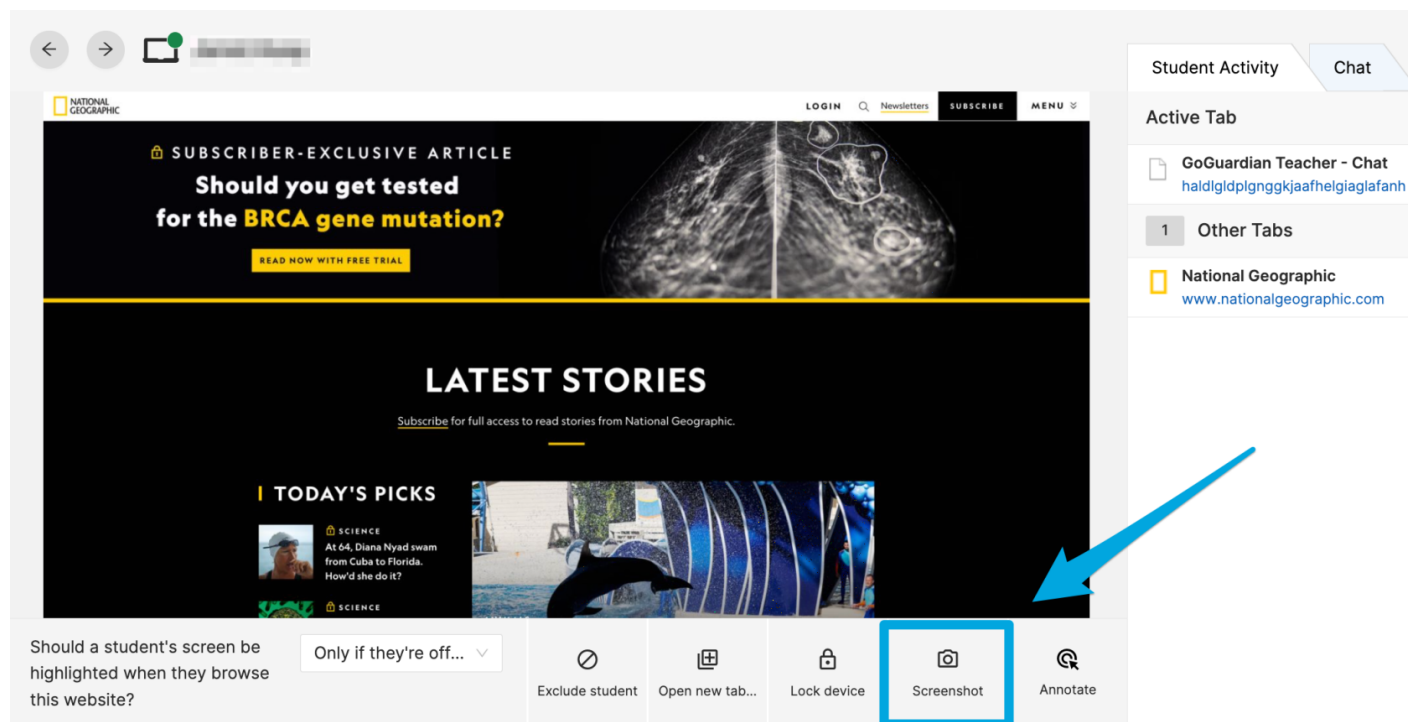 Student Activity
Chat
NATIONAL
GEOGRAPHIC
LOGIN
Newsletters
SUBSCRIBE
MENU
SUBSCRIBER-EXCLUSIVE ARTICLE
Should you get tested
for the BRCA gene mutation?
READ NOW WITH FREE TRIAL
LATEST STORIES
Subscribe for full access to read stories from National Geographic.
TODAY'S PICKS
SCIENCE
At 64, Diana Nyad swam
from Cuba to Florida.
How'd she do it?
SCIENCE
Active Tab
GoGuardian Teacher - Chat
haldlgldplgnggkjaafhelgiaglafanh
1 Other Tabs
National Geographic
www.nationalgeographic.com
Should a student's screen be
highlighted when they browse
this website?
Only if they're off...
Exclude student
Open new tab...
Lock device
Screenshot
Annotate